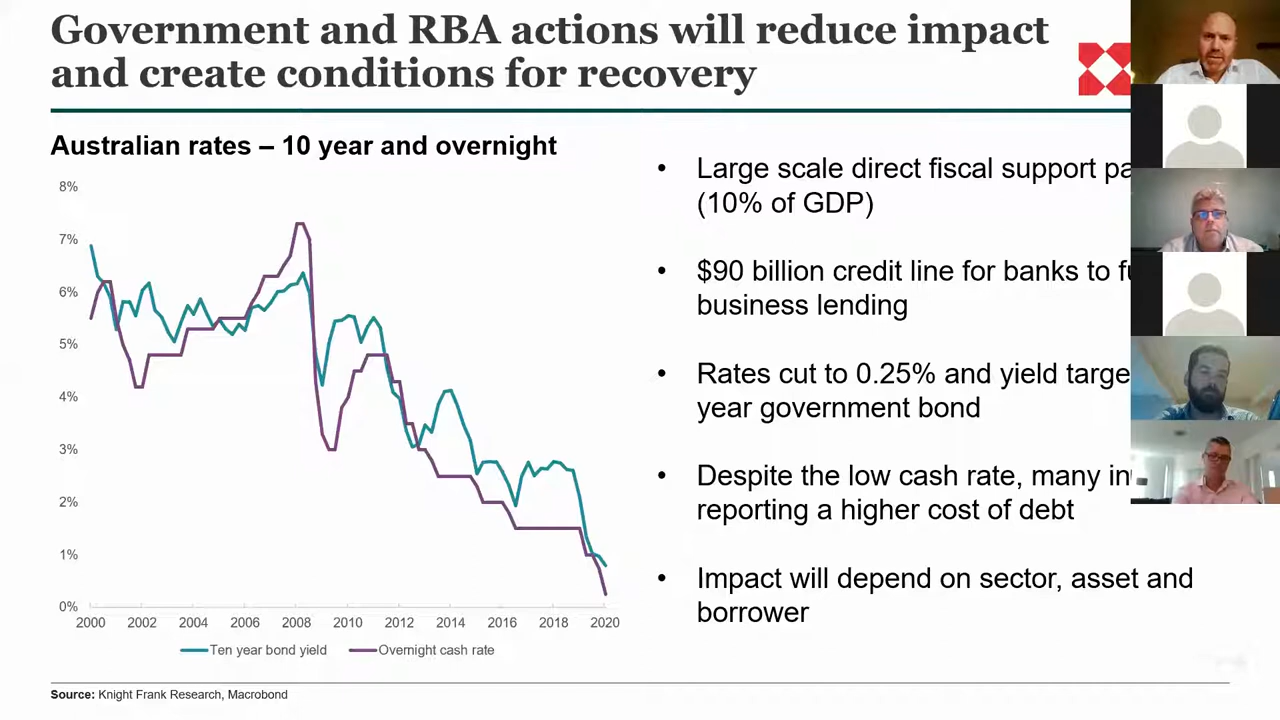 Government and RBA actions will reduce impact
and create conditions for recovery
Australian rates – 10 year and overnight
8%
7%
6%
5%
4%
3%
2%
1%
0%
2000 2002 2004 2006 2008 2010 2012 2014 2016 2018 2020
Ten year bond yield Overnight cash rate
• Large scale direct fiscal support
(10% of GDP)
• $90 billion credit line for banks to
business lending
• Rates cut to 0.25% and yield
year government bond
• Despite the low cash rate, many
reporting a higher cost of debt
• Impact will depend on sector, asset and
borrower
Source: Knight Frank Research, Macrobond